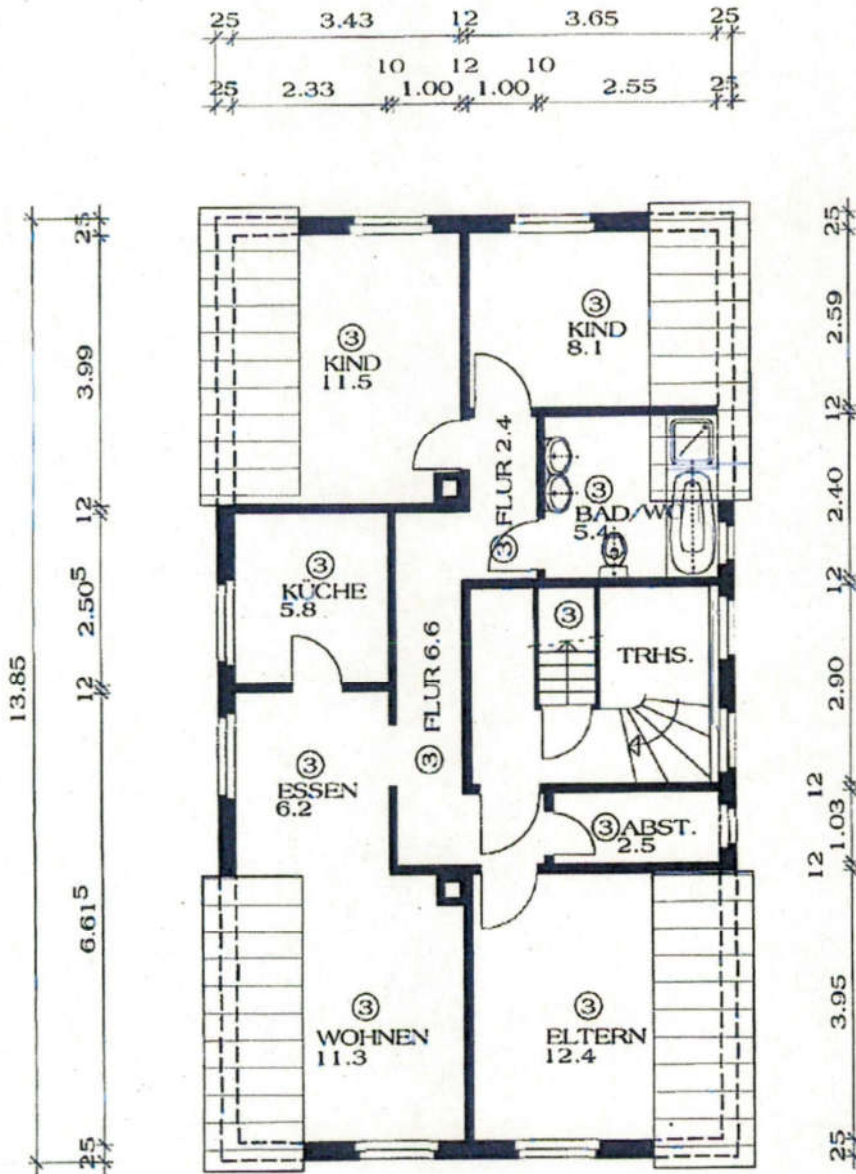 25 3.43 12 3.65 25
10 12 10
25 2.33 1.00 1.00 2.55 25
13.85
25
3.99
12
2.50⁵
12
6.61⁵
25
25
2.59
12
2.40
12
2.90
12
1.03
12
3.95
25
③
KIND
11.5
③
KIND
8.1
③ FLUR 2.4
③
BAD/WC
5.4
③
KÜCHE
5.8
③
TRHS.
③ FLUR 6.6
③
ESSEN
6.2
③ ABST.
2.5
③
WOHNEN
11.3
③
ELTERN
12.4